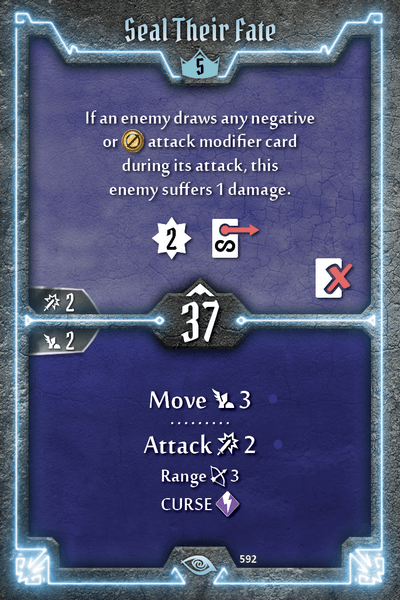 Seal Their Fate
5
If an enemy draws any negative
or attack modifier card
during its attack, this
enemy suffers 1 damage.
2
2
37
2
Move 3
Attack 2
Range 3
CURSE
592